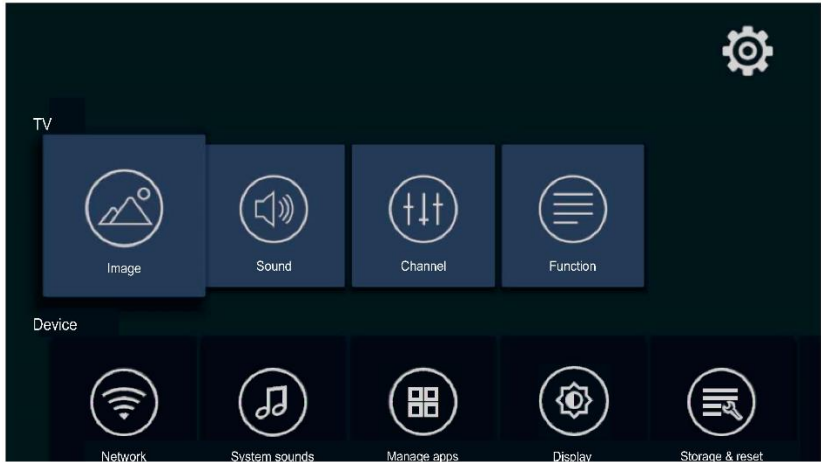 TV
Image
Sound
Channel
Function
Device
Network
System sounds
Manage apps
Display
Storage & reset